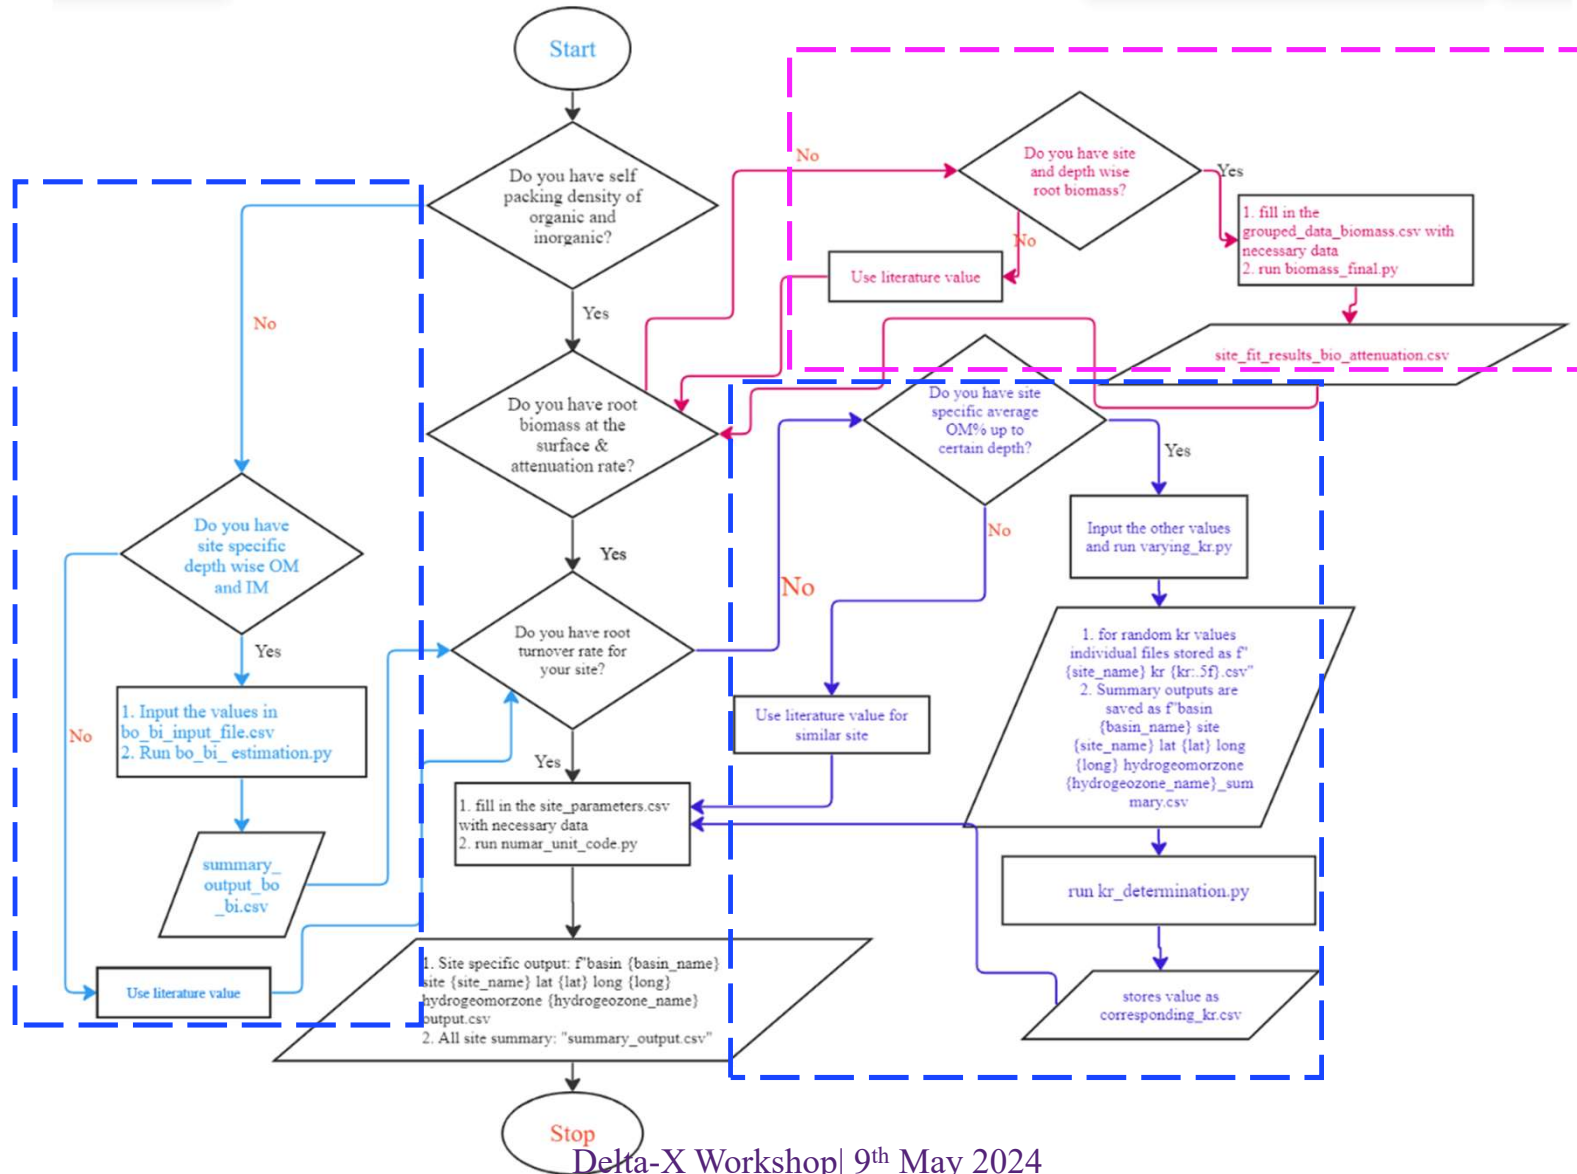 Start
Do you have self
packing density of
organic and
inorganic?
No
Yes
Do you have site
and depth wise
root biomass?
Yes
1. fill in the
grouped_data_biomass.csv with
necessary data
2. run biomass_final.py
No
Use literature value
site_fit_results_bio_attenuation.csv
No
Do you have root
biomass at the
surface &
attenuation rate?
Yes
Do you have site
specific average
OM% up to
certain depth?
Yes
Input the other values
and run varying_kr.py
No
No
Do you have
site specific
depth wise OM
and IM
Yes
No
1. Input the values in
bo_bi_input_file.csv
2. Run bo_bi_ estimation.py
summary_
output_bo
_bi.csv
Use literature value
Do you have root
turnover rate for
your site?
Yes
Use literature value for
similar site
1. for random kr values
individual files stored as f"
{site_name} kr {kr:.5f}.csv"
2. Summary outputs are
saved as f"basin
{basin_name} site
{site_name} lat {lat} long
{long} hydrogeomorzone
{hydrogeozone_name}_sum
mary.csv
1. fill in the site_parameters.csv
with necessary data
2. run numar_unit_code.py
run kr_determination.py
stores value as
corresponding_kr.csv
1. Site specific output: f"basin {basin_name}
site {site_name} lat {lat} long {long}
hydrogeomorzone {hydrogeozone_name}
output.csv
2. All site summary: "summary_output.csv"
Stop
Delta-X Workshop| 9th May 2024